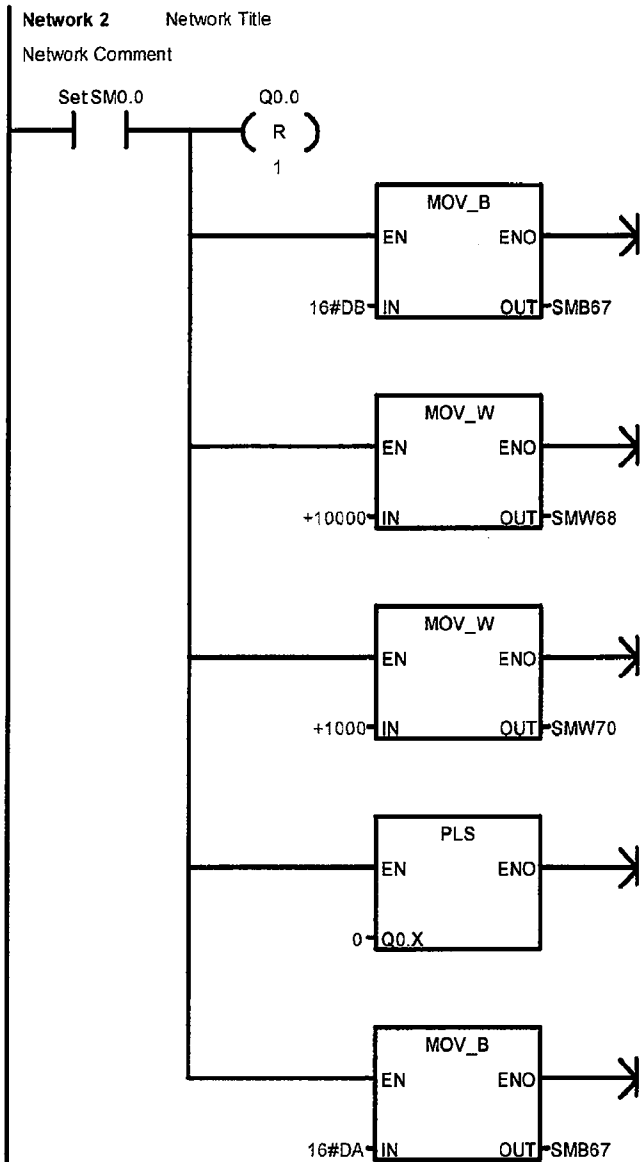 Network 2 Network Title
Network Comment
SetSM0.0 Q0.0
R
1
MOV_B
EN ENO
16#DB IN OUT SMB67
MOV_W
EN ENO
+10000 IN OUT SMW68
MOV_W
EN ENO
+1000 IN OUT SMW70
PLS
EN ENO
0 Q0.X
MOV_B
EN ENO
16#DA IN OUT SMB67